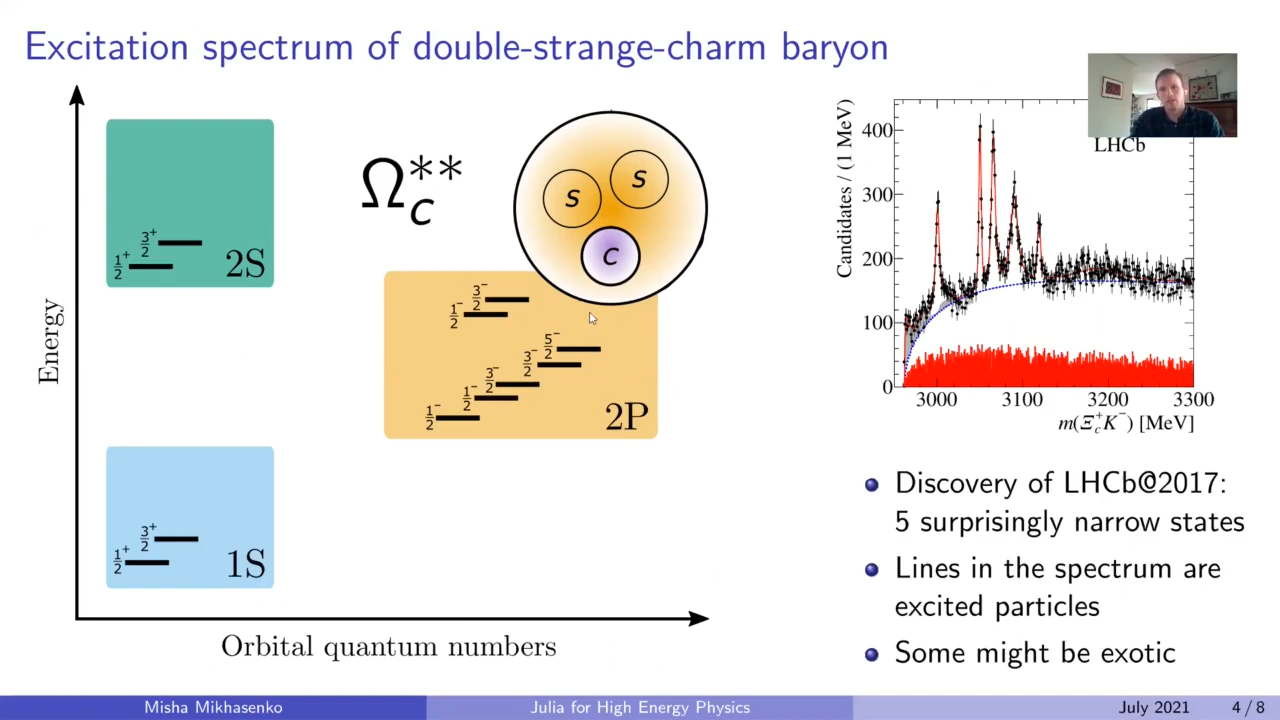 Excitation spectrum of double-strange-charm baryon
Energy
Orbital quantum numbers
1/2+
3/2+
2S
1/2+
3/2+
1S
Ω_c**
s
s
c
1/2-
3/2-
1/2-
1/2-
3/2-
3/2-
5/2-
2P
Candidates / (1 MeV)
400
300
200
100
0
LHCb
3000
3100
3200
3300
m(Ξ_c^+ K^-) [MeV]
Discovery of LHCb@2017:
5 surprisingly narrow states
Lines in the spectrum are
excited particles
Some might be exotic
Misha Mikhasenko
Julia for High Energy Physics
July 2021
4 / 8